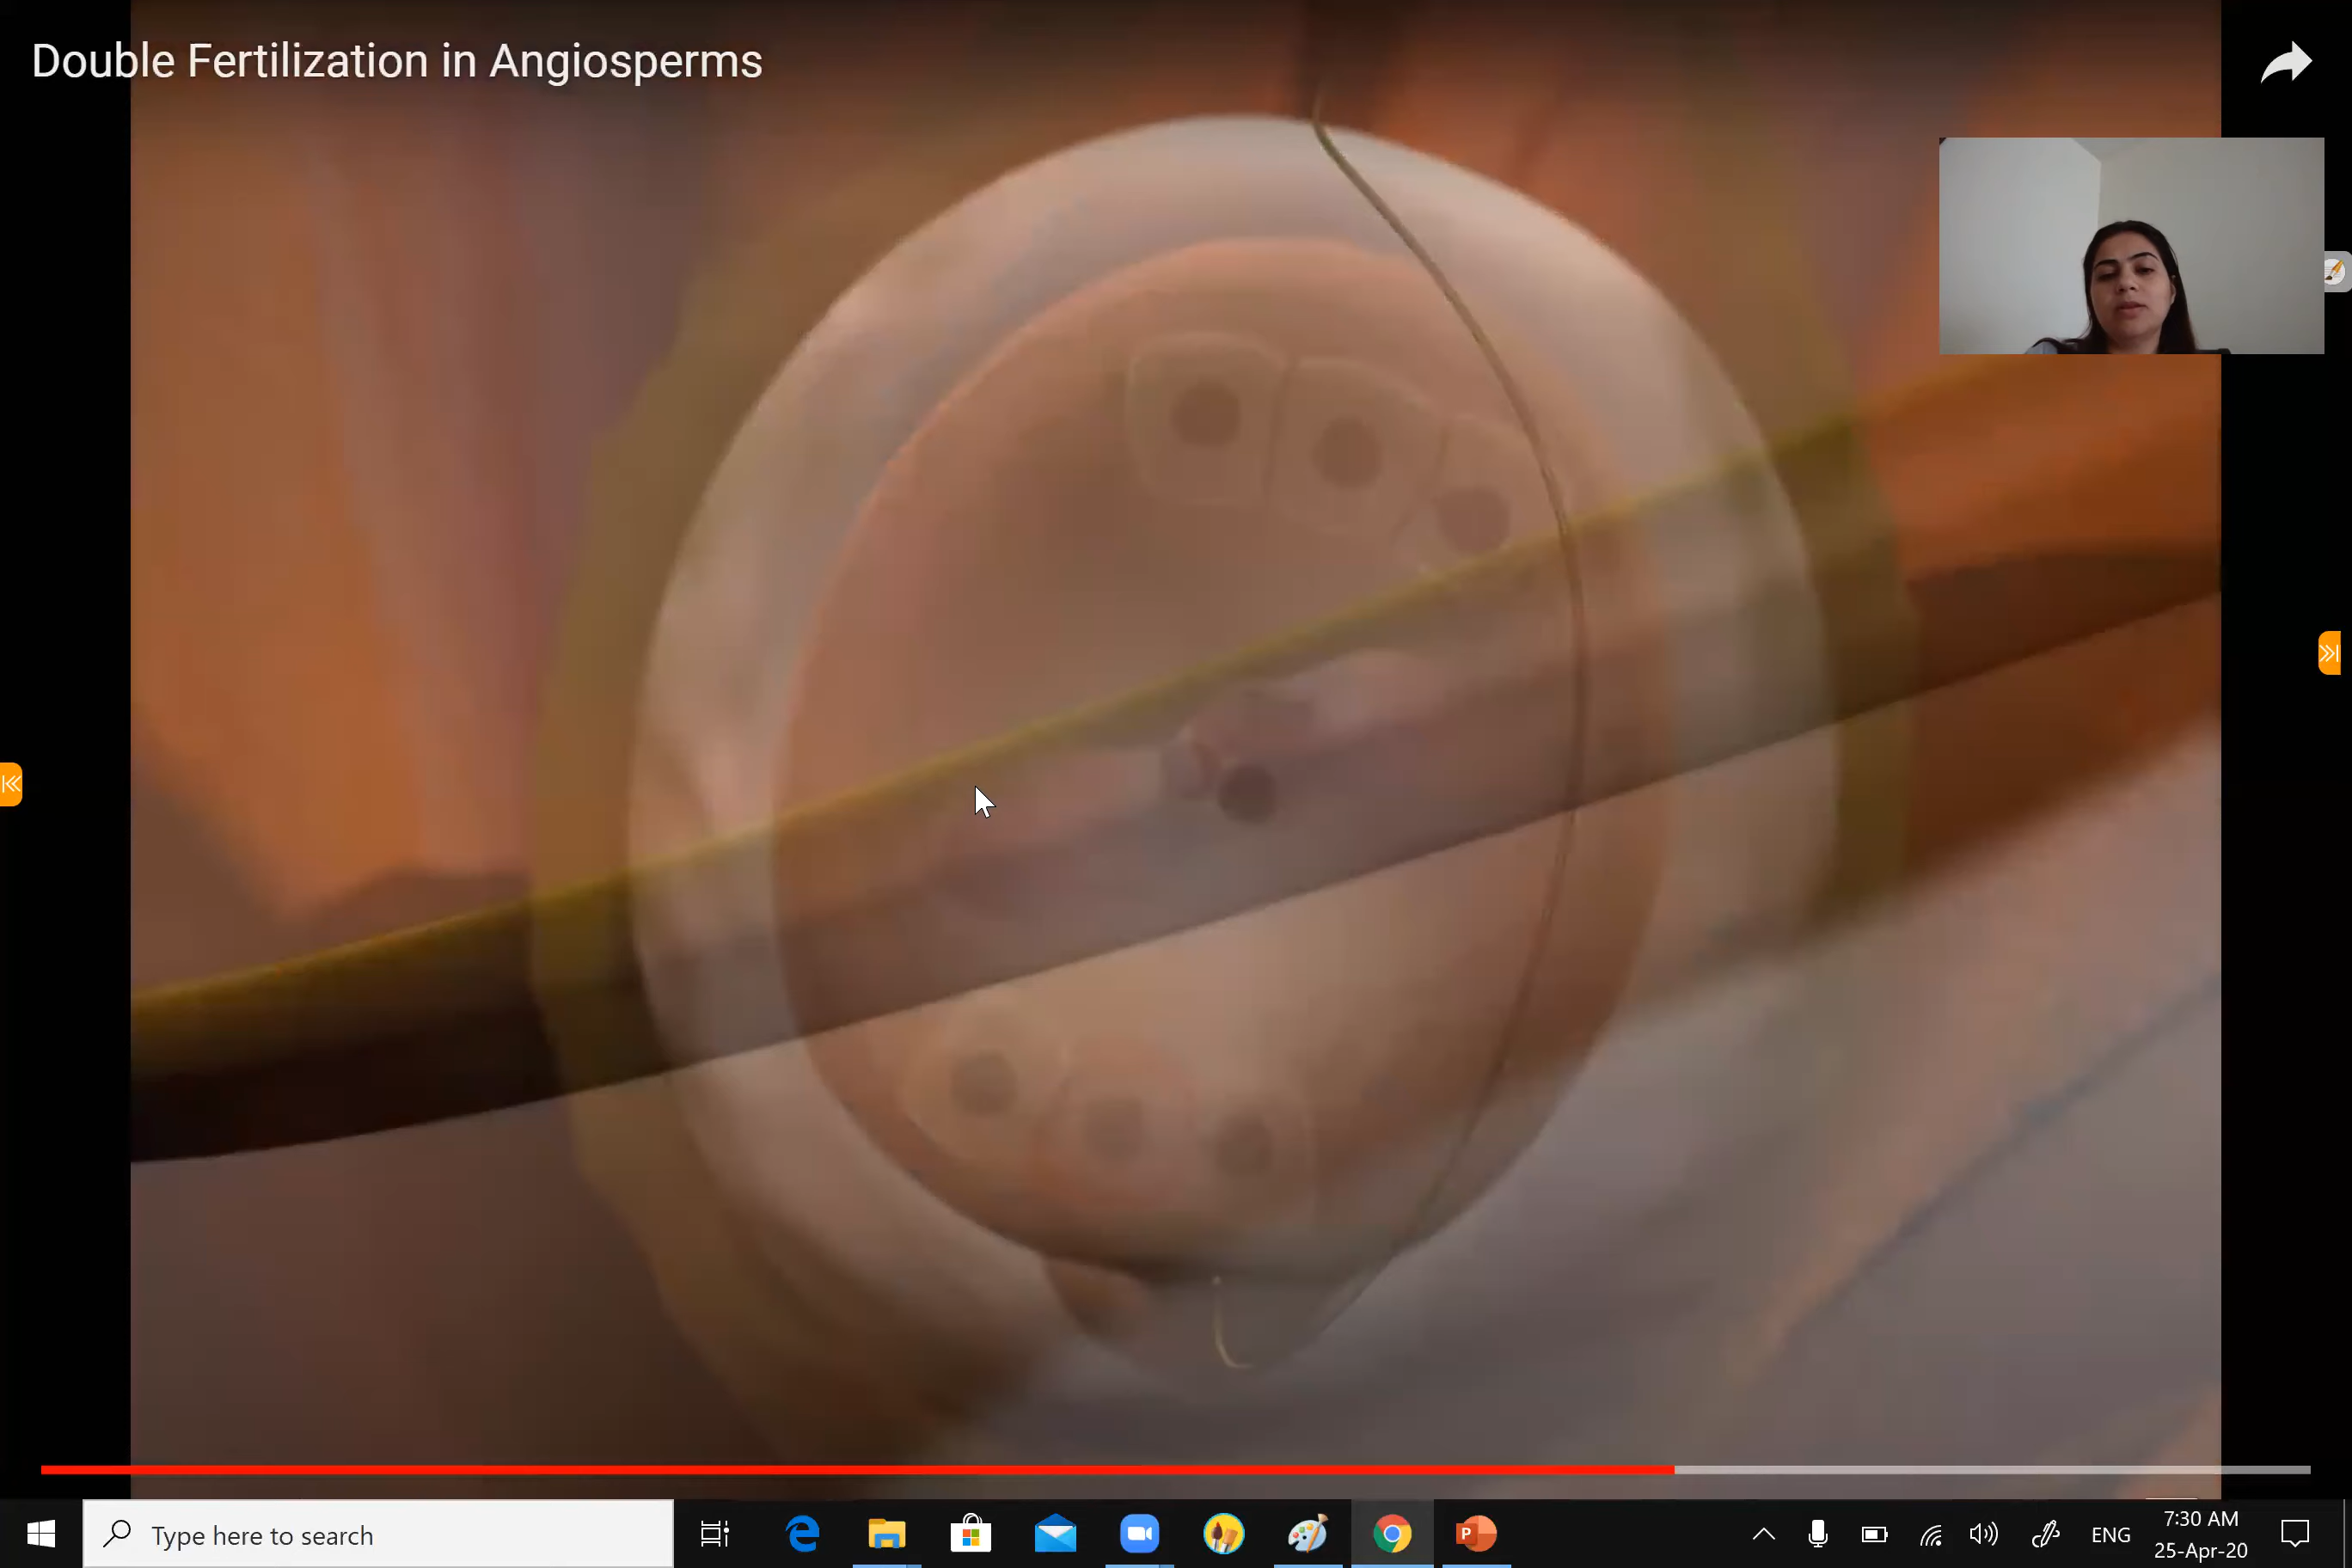 Double Fertilization in Angiosperms
Type here to search
P
ENG
7:30 AM
25-Apr-20